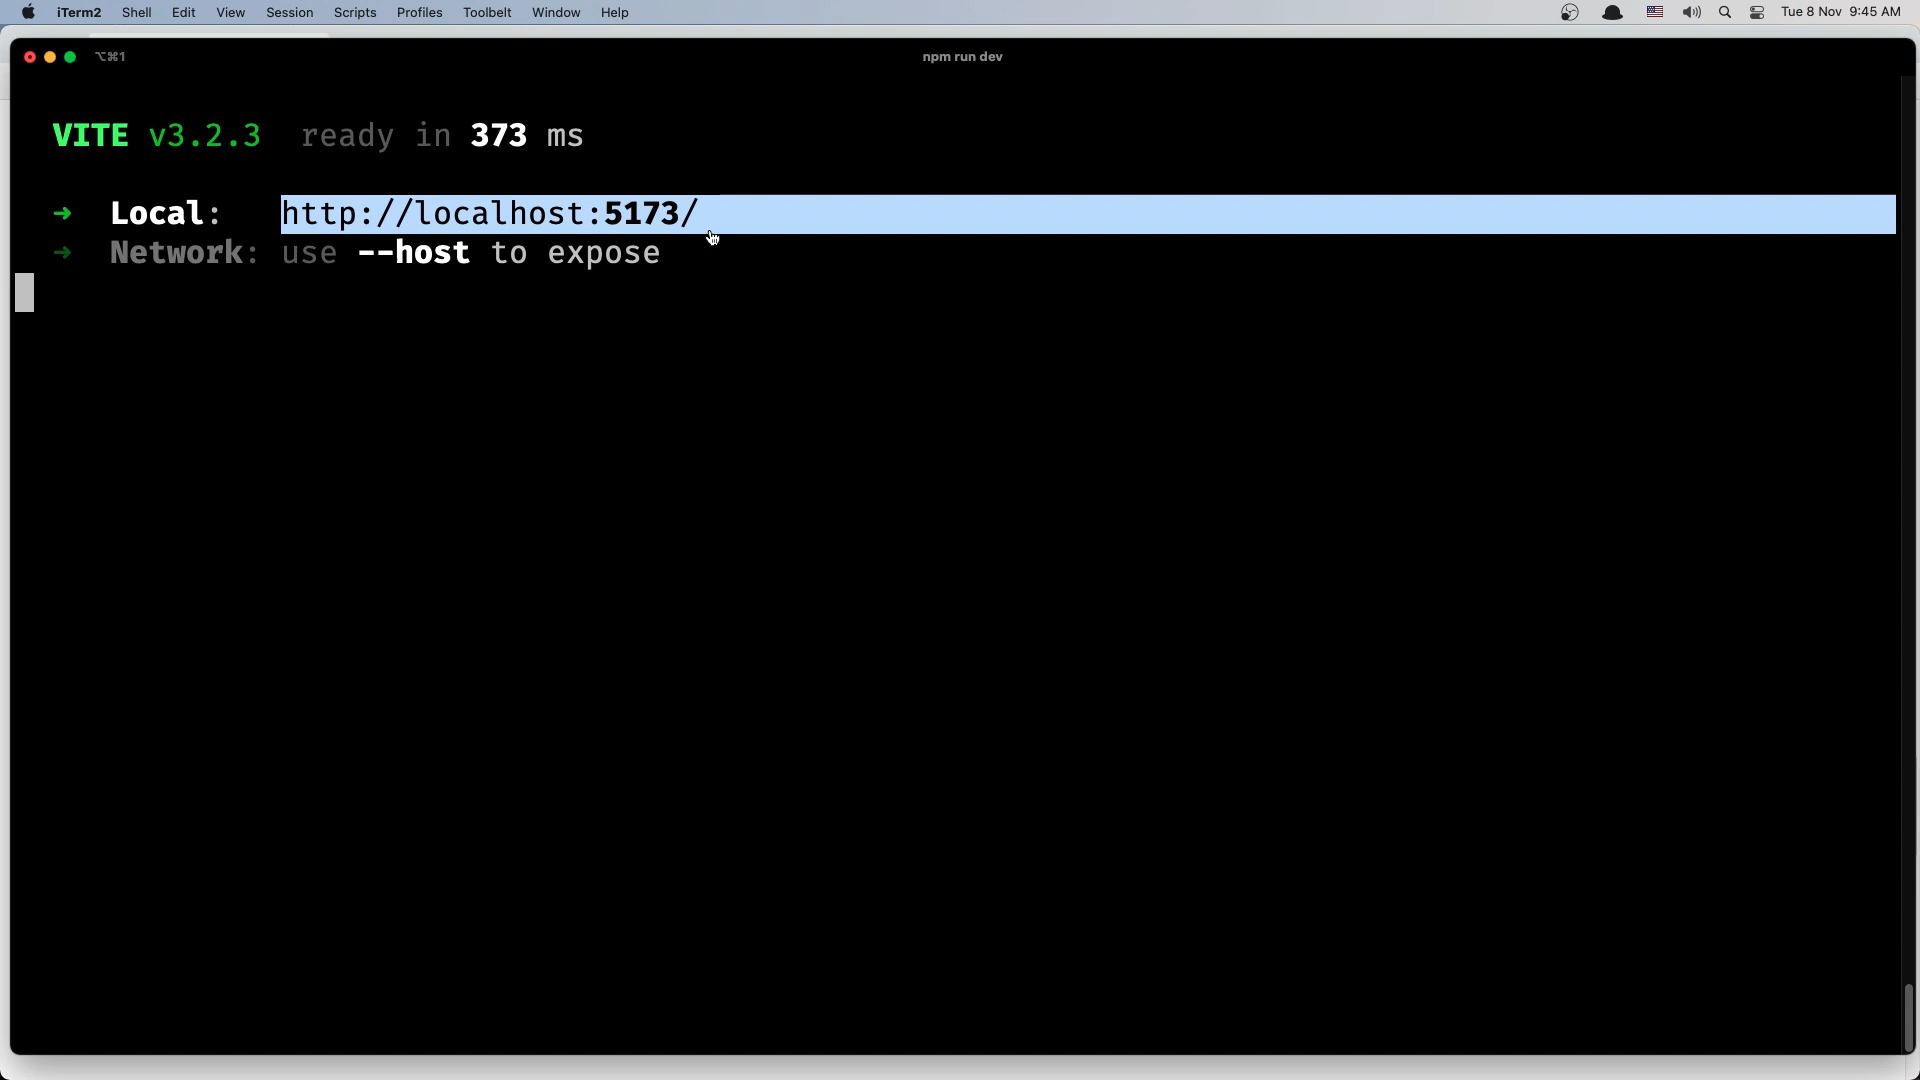 iTerm2 Shell Edit View Session Scripts Profiles Toolbelt Window Help Tue 8 Nov 9:45 AM
⌥⌘1 npm run dev
VITE v3.2.3 ready in 373 ms
➜ Local: http://localhost:5173/
➜ Network: use --host to expose